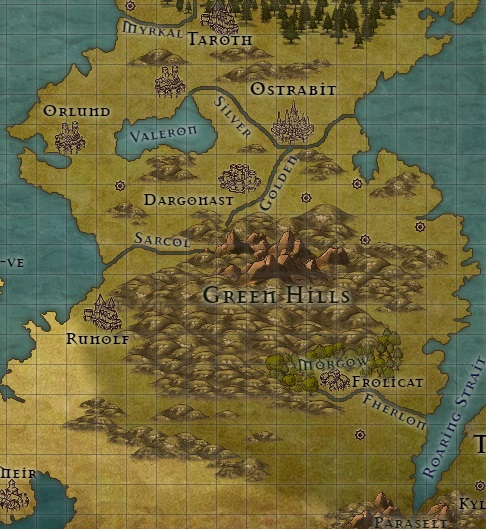 Myrkal
Taroth
Ostrabit
Orlund
Silver
Valeron
Golden
Dargonast
Sarcol
-ve
Green Hills
Runolf
Morgow
Frolicat
Fherlon
Roaring Strait
T
Neir
Kyl
Paraselt